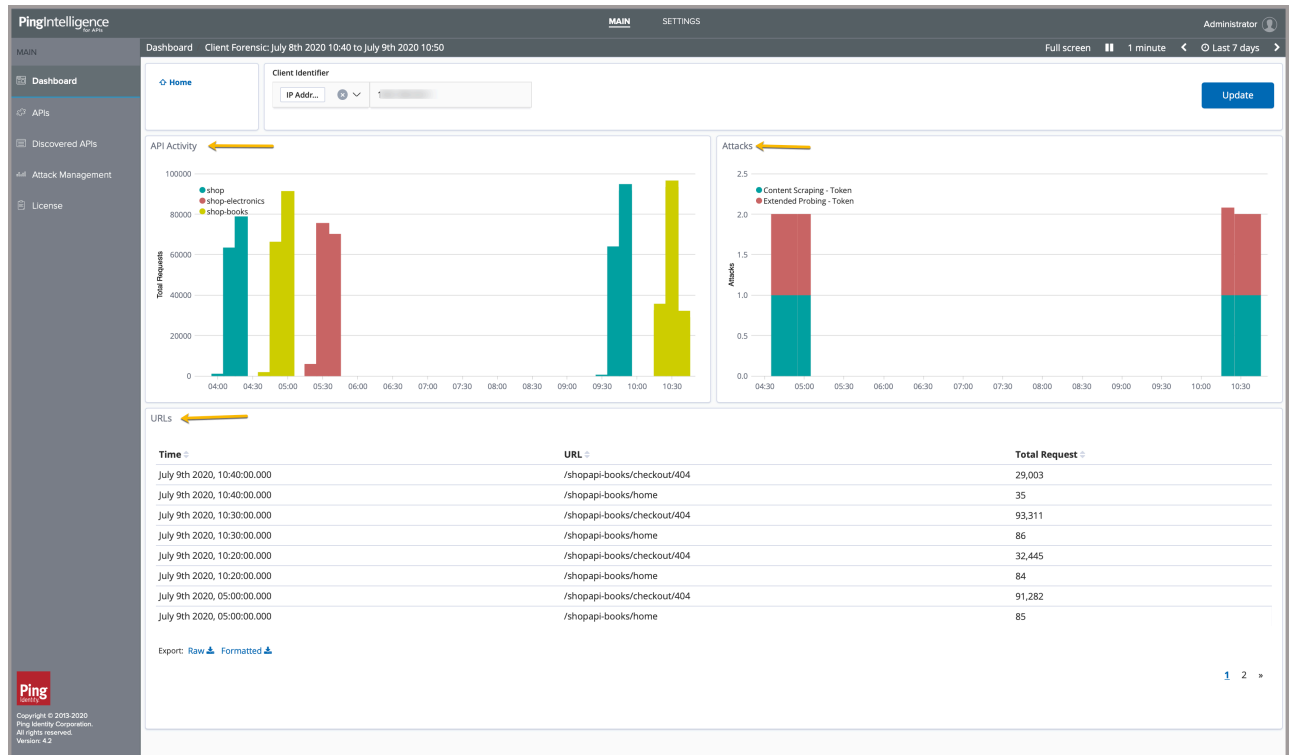 PingIntelligence
for APIs
MAIN SETTINGS
Administrator
MAIN
Dashboard Client Forensic: July 8th 2020 10:40 to July 9th 2020 10:50
Full screen 1 minute Last 7 days
Dashboard
APIs
Discovered APIs
Attack Management
License
Home
Client Identifier
IP Addr...
Update
API Activity
100000
80000
60000
40000
20000
0
Total Requests
shop
shop-electronics
shop-books
04:00 04:30 05:00 05:30 06:00 06:30 07:00 07:30 08:00 08:30 09:00 09:30 10:00 10:30
Attacks
2.5
2.0
1.5
1.0
0.5
0.0
Attacks
Content Scraping - Token
Extended Probing - Token
04:30 05:00 05:30 06:00 06:30 07:00 07:30 08:00 08:30 09:00 09:30 10:00 10:30
URLs
Time URL Total Request
July 9th 2020, 10:40:00.000 /shopapi-books/checkout/404 29,003
July 9th 2020, 10:40:00.000 /shopapi-books/home 35
July 9th 2020, 10:30:00.000 /shopapi-books/checkout/404 93,311
July 9th 2020, 10:30:00.000 /shopapi-books/home 86
July 9th 2020, 10:20:00.000 /shopapi-books/checkout/404 32,445
July 9th 2020, 10:20:00.000 /shopapi-books/home 84
July 9th 2020, 05:00:00.000 /shopapi-books/checkout/404 91,282
July 9th 2020, 05:00:00.000 /shopapi-books/home 85
Export: Raw Formatted
1 2 »
Ping
Identity
Copyright © 2013-2020
Ping Identity Corporation.
All rights reserved.
Version: 4.2